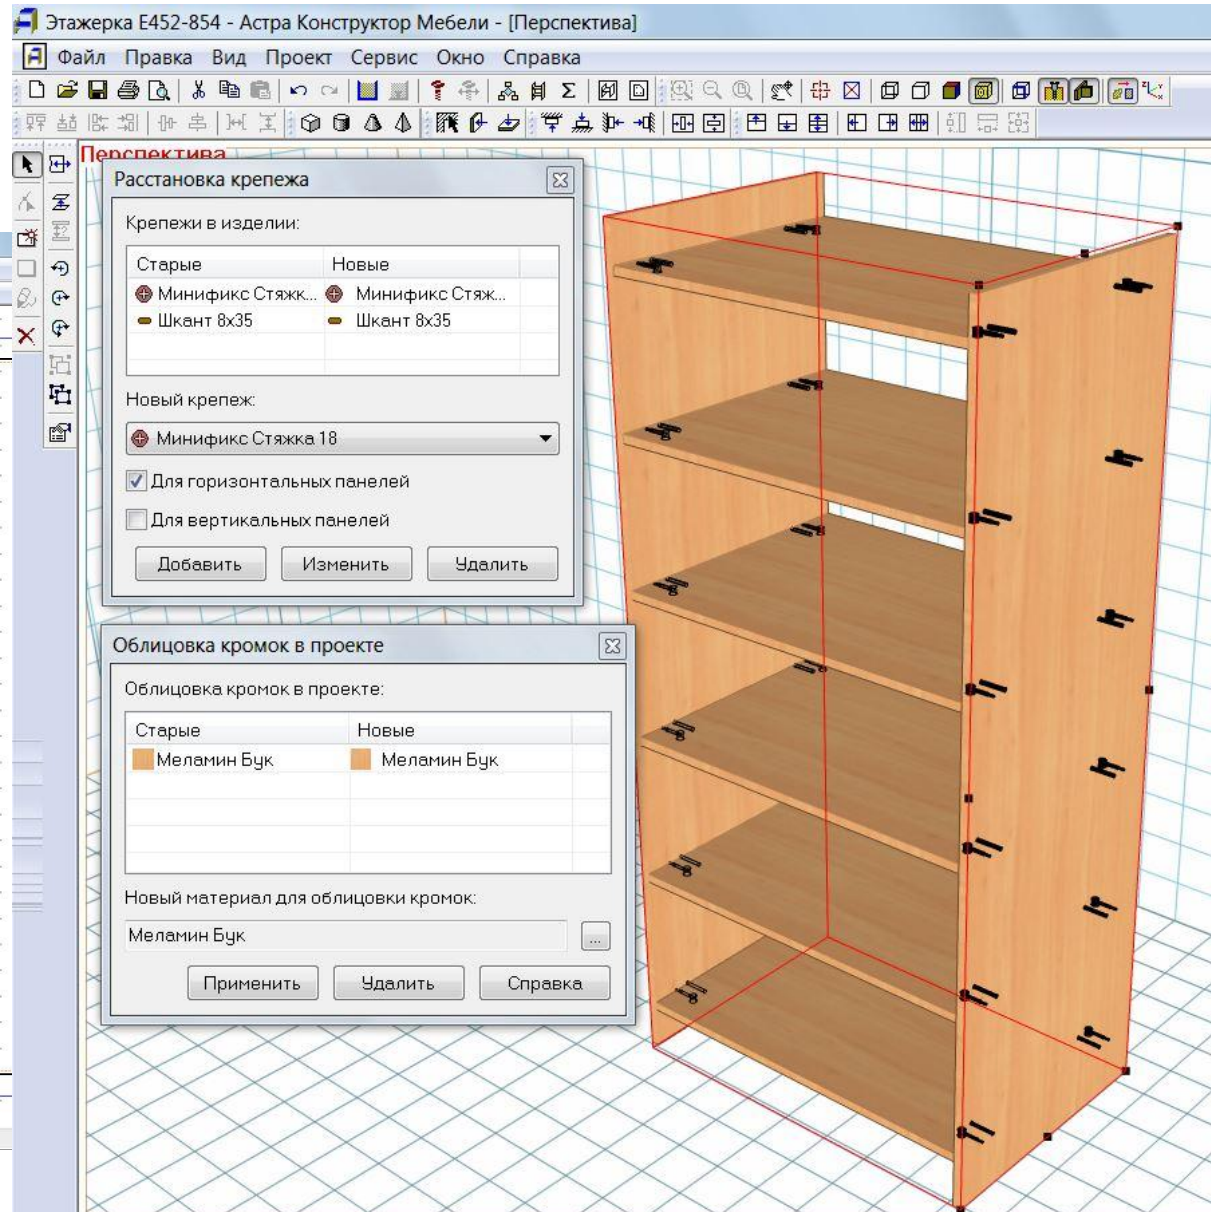 Этажерка E452-854 - Астра Конструктор Мебели - [Перспектива]
Файл Правка Вид Проект Сервис Окно Справка
Перспектива
Расстановка крепежа
Крепежи в изделии:
Старые Новые
Минификс Стяжк... Минификс Стяж...
Шкант 8x35 Шкант 8x35
Новый крепеж:
Минификс Стяжка 18
Для горизонтальных панелей
Для вертикальных панелей
Добавить Изменить Удалить
Облицовка кромок в проекте
Облицовка кромок в проекте:
Старые Новые
Меламин Бук Меламин Бук
Новый материал для облицовки кромок:
Меламин Бук ...
Применить Удалить Справка